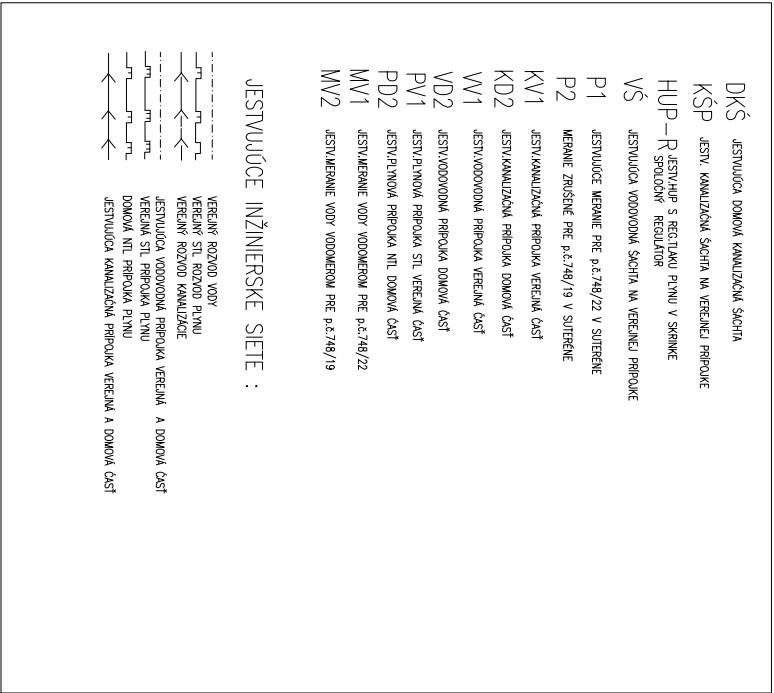 DKŠ JESTVUJÚCA DOMOVÁ KANALIZAČNÁ ŠACHTA
KŠP JESTV. KANALIZAČNÁ ŠACHTA NA VEREJNEJ PRÍPOJKE
HUP-R JESTV.HUP S REG.TLAKU PLYNU V SKRINKE
SPOLOČNÝ REGULÁTOR
VŠ JESTVUJÚCA VODOVODNÁ ŠACHTA NA VEREJNEJ PRÍPOJKE
P1 JESTVUJÚCE MERANIE PRE p.č.748/22 V SUTERÉNE
P2 MERANIE ZRUŠENÉ PRE p.č.748/19 V SUTERÉNE
KV1 JESTV.KANALIZAČNÁ PRÍPOJKA VEREJNÁ ČASŤ
KD2 JESTV.KANALIZAČNÁ PRÍPOJKA DOMOVÁ ČASŤ
VV1 JESTV.VODOVODNÁ PRÍPOJKA VEREJNÁ ČASŤ
VD2 JESTV.VODOVODNÁ PRÍPOJKA DOMOVÁ ČASŤ
PV1 JESTV.PLYNOVÁ PRÍPOJKA STL VEREJNÁ ČASŤ
PD2 JESTV.PLYNOVÁ PRÍPOJKA NTL DOMOVÁ ČASŤ
MV1 JESTV.MERANIE VODY VODOMEROM PRE p.č.748/22
MV2 JESTV.MERANIE VODY VODOMEROM PRE p.č.748/19
JESTVUJÚCE INŽINIERSKE SIETE :
VEREJNÝ ROZVOD VODY
VEREJNÝ STL ROZVOD PLYNU
VEREJNÝ ROZVOD KANALIZÁCIE
JESTVUJÚCA VODOVODNÁ PRÍPOJKA VEREJNÁ A DOMOVÁ ČASŤ
VEREJNÁ STL PRÍPOJKA PLYNU
DOMOVÁ NTL PRÍPOJKA PLYNU
JESTVUJÚCA KANALIZAČNÁ PRÍPOJKA VEREJNÁ A DOMOVÁ ČASŤ